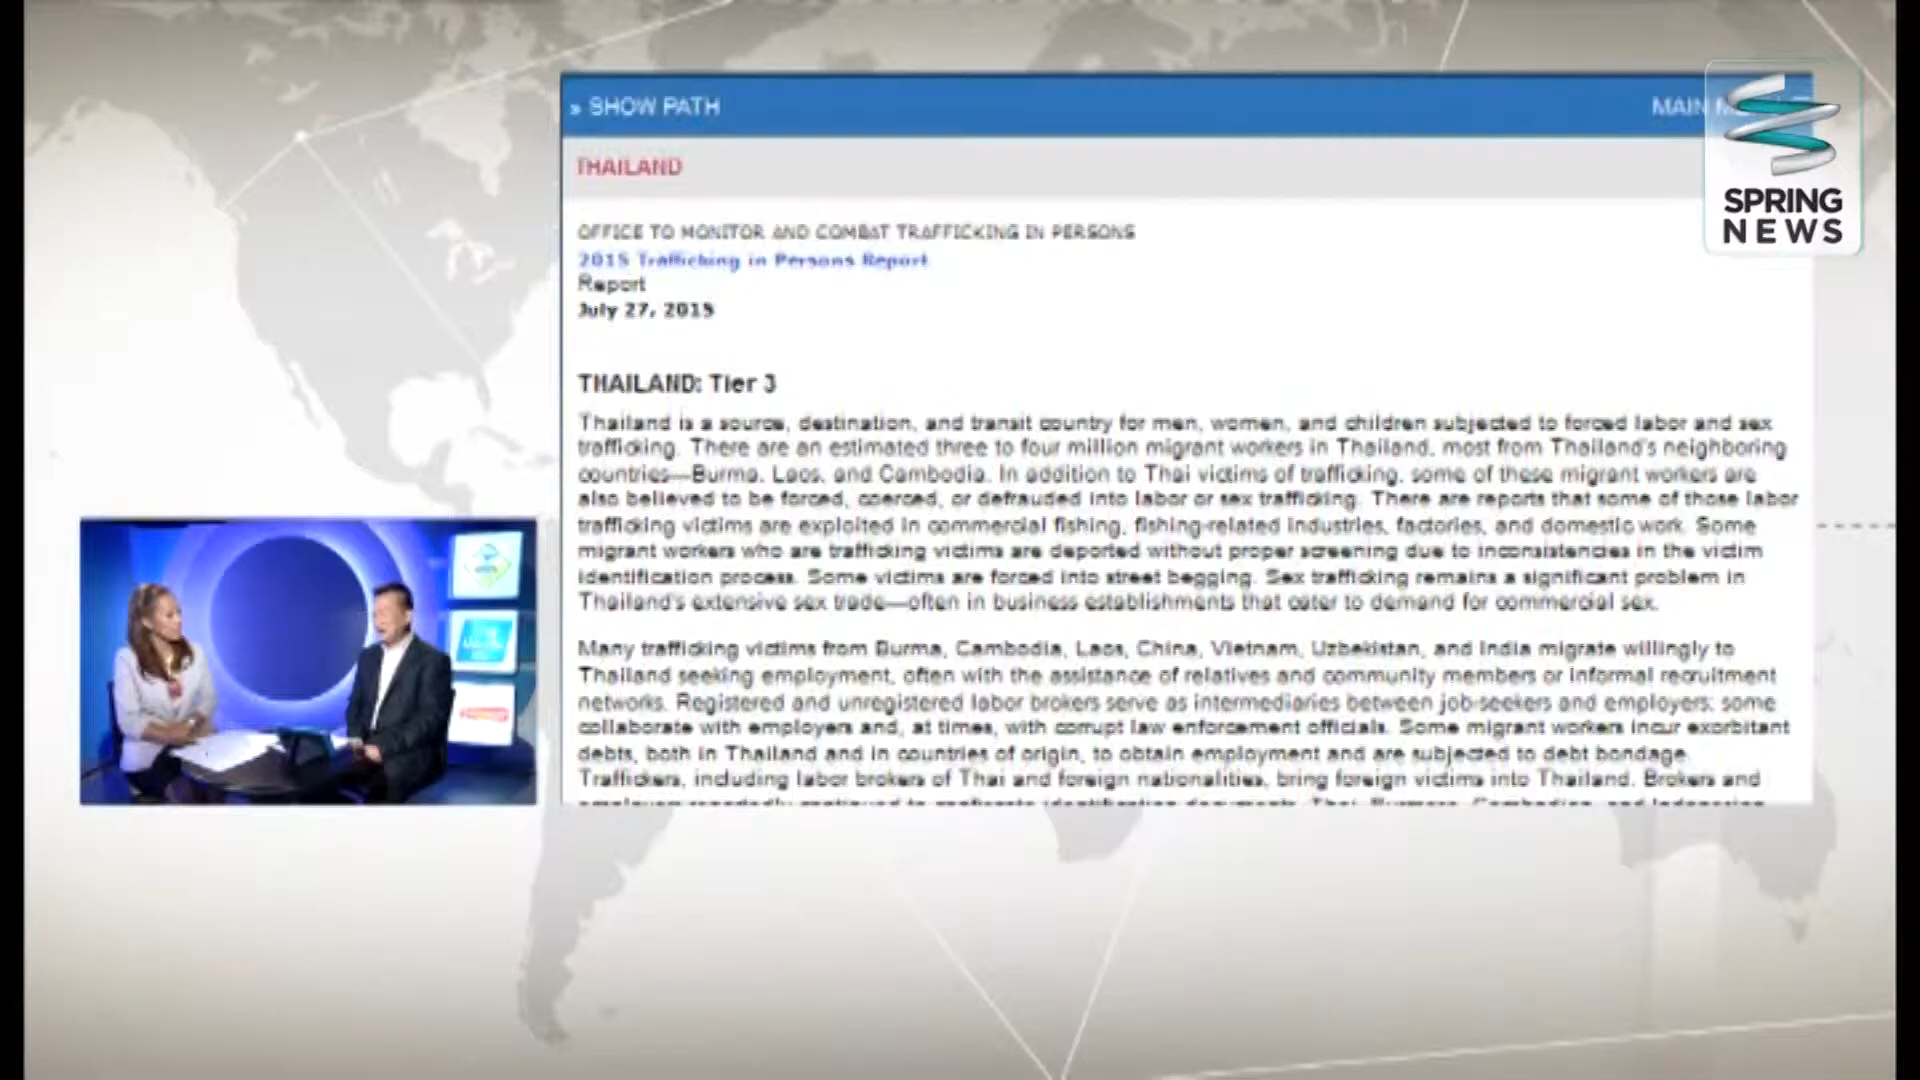 » SHOW PATH
MAIN
SPRING
NEWS
THAILAND
OFFICE TO MONITOR AND COMBAT TRAFFICKING IN PERSONS
2015 Trafficking in Persons Report
Report
July 27, 2015
THAILAND: Tier 3
Thailand is a source, destination, and transit country for men, women, and children subjected to forced labor and sex
trafficking. There are an estimated three to four million migrant workers in Thailand, most from Thailand's neighboring
countries—Burma, Laos, and Cambodia. In addition to Thai victims of trafficking, some of these migrant workers are
also believed to be forced, coerced, or defrauded into labor or sex trafficking. There are reports that some of those labor
trafficking victims are exploited in commercial fishing, fishing-related industries, factories, and domestic work. Some
migrant workers who are trafficking victims are deported without proper screening due to inconsistencies in the victim
identification process. Some victims are forced into street begging. Sex trafficking remains a significant problem in
Thailand's extensive sex trade—often in business establishments that cater to demand for commercial sex.
Many trafficking victims from Burma, Cambodia, Laos, China, Vietnam, Uzbekistan, and India migrate willingly to
Thailand seeking employment, often with the assistance of relatives and community members or informal recruitment
networks. Registered and unregistered labor brokers serve as intermediaries between job-seekers and employers; some
collaborate with employers and, at times, with corrupt law enforcement officials. Some migrant workers incur exorbitant
debts, both in Thailand and in countries of origin, to obtain employment and are subjected to debt bondage.
Traffickers, including labor brokers of Thai and foreign nationalities, bring foreign victims into Thailand. Brokers and